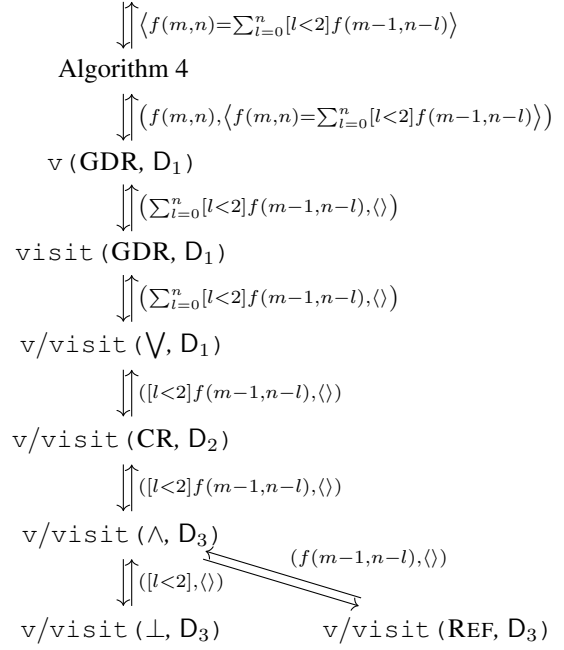 ⟨f(m,n)=∑_{l=0}^{n}[l<2]f(m−1,n−l)⟩
Algorithm 4
(f(m,n),⟨f(m,n)=∑_{l=0}^{n}[l<2]f(m−1,n−l)⟩)
v(GDR, D₁)
(∑_{l=0}^{n}[l<2]f(m−1,n−l),⟨⟩)
visit(GDR, D₁)
(∑_{l=0}^{n}[l<2]f(m−1,n−l),⟨⟩)
v/visit(⋁, D₁)
([l<2]f(m−1,n−l),⟨⟩)
v/visit(CR, D₂)
([l<2]f(m−1,n−l),⟨⟩)
v/visit(∧, D₃)
(f(m−1,n−l),⟨⟩)
([l<2],⟨⟩)
v/visit(⊥, D₃) v/visit(REF, D₃)